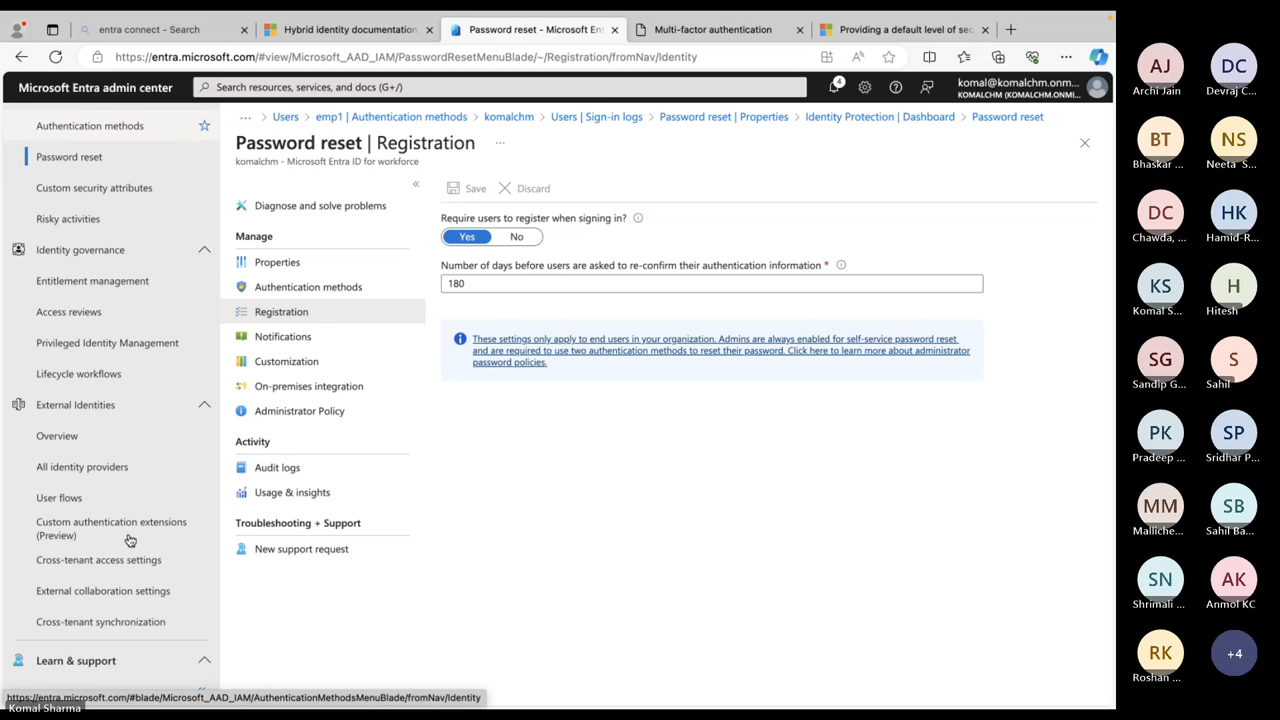 entra connect - Search
Hybrid identity documentation
Password reset - Microsoft Ent
Multi-factor authentication
Providing a default level of sec
https://entra.microsoft.com/#view/Microsoft_AAD_IAM/PasswordResetMenuBlade/~/Registration/fromNav/Identity
Microsoft Entra admin center
Search resources, services, and docs (G+/)
4
komal@komalchm.onm...
KOMALCHM (KOMALCHM.ONMI...
Authentication methods
Password reset
Custom security attributes
Risky activities
Identity governance
Entitlement management
Access reviews
Privileged Identity Management
Lifecycle workflows
External Identities
Overview
All identity providers
User flows
Custom authentication extensions
(Preview)
Cross-tenant access settings
External collaboration settings
Cross-tenant synchronization
Learn & support
... > Users > emp1 | Authentication methods > komalchm > Users | Sign-in logs > Password reset | Properties > Identity Protection | Dashboard > Password reset
Password reset | Registration ...
komalchm - Microsoft Entra ID for workforce
«
Diagnose and solve problems
Manage
Properties
Authentication methods
Registration
Notifications
Customization
On-premises integration
Administrator Policy
Activity
Audit logs
Usage & insights
Troubleshooting + Support
New support request
Save
Discard
Require users to register when signing in?
Yes No
Number of days before users are asked to re-confirm their authentication information *
180
These settings only apply to end users in your organization. Admins are always enabled for self-service password reset
and are required to use two authentication methods to reset their password. Click here to learn more about administrator
password policies.
https://entra.microsoft.com/#blade/Microsoft_AAD_IAM/AuthenticationMethodsMenuBlade/fromNav/Identity
Komal Sharma
AJ
Archi Jain
DC
Devraj C...
BT
Bhaskar ...
NS
Neeta S...
DC
Chawda, ...
HK
Hamid-R...
KS
Komal S...
H
Hitesh
SG
Sandip G...
S
Sahil
PK
Pradeep ...
SP
Sridhar P...
MM
Malliche...
SB
Sahil Ba...
SN
Shrimali ...
AK
Anmol KC
RK
Roshan ...
+4